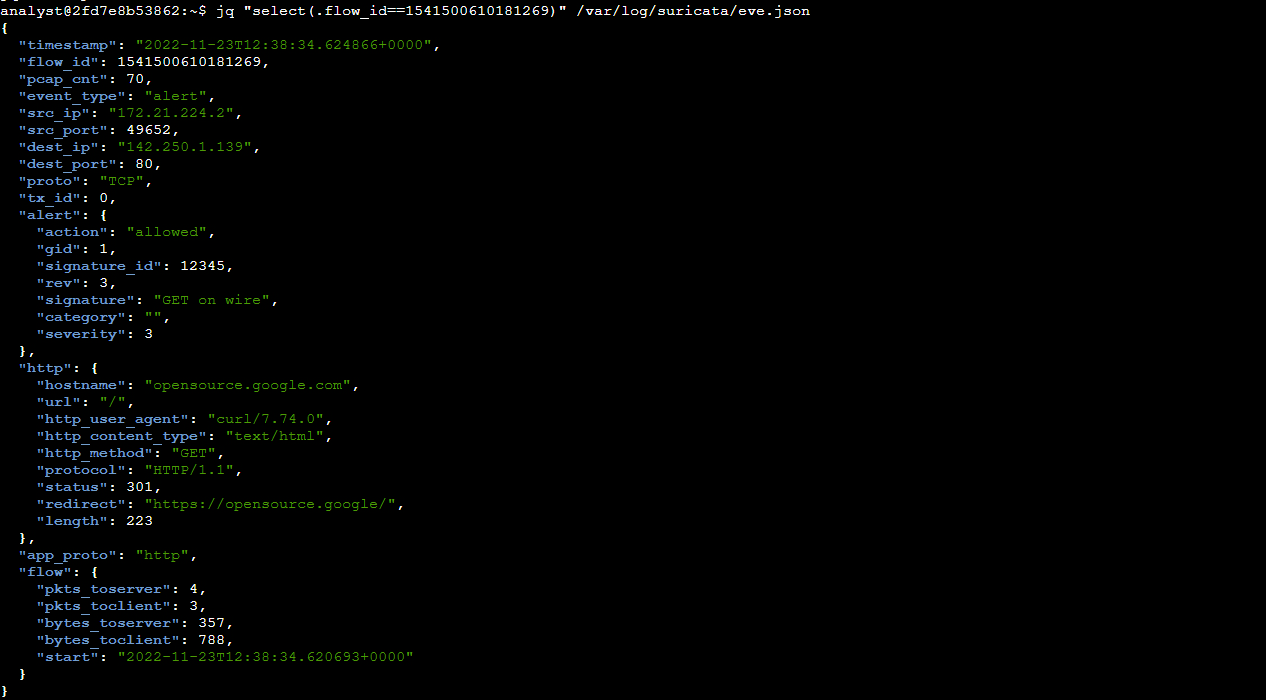 analyst@2fd7e8b53862:~$ jq "select(.flow_id==1541500610181269)" /var/log/suricata/eve.json
{
  "timestamp": "2022-11-23T12:38:34.624866+0000",
  "flow_id": 1541500610181269,
  "pcap_cnt": 70,
  "event_type": "alert",
  "src_ip": "172.21.224.2",
  "src_port": 49652,
  "dest_ip": "142.250.1.139",
  "dest_port": 80,
  "proto": "TCP",
  "tx_id": 0,
  "alert": {
    "action": "allowed",
    "gid": 1,
    "signature_id": 12345,
    "rev": 3,
    "signature": "GET on wire",
    "category": "",
    "severity": 3
  },
  "http": {
    "hostname": "opensource.google.com",
    "url": "/",
    "http_user_agent": "curl/7.74.0",
    "http_content_type": "text/html",
    "http_method": "GET",
    "protocol": "HTTP/1.1",
    "status": 301,
    "redirect": "https://opensource.google/",
    "length": 223
  },
  "app_proto": "http",
  "flow": {
    "pkts_toserver": 4,
    "pkts_toclient": 3,
    "bytes_toserver": 357,
    "bytes_toclient": 788,
    "start": "2022-11-23T12:38:34.620693+0000"
  }
}